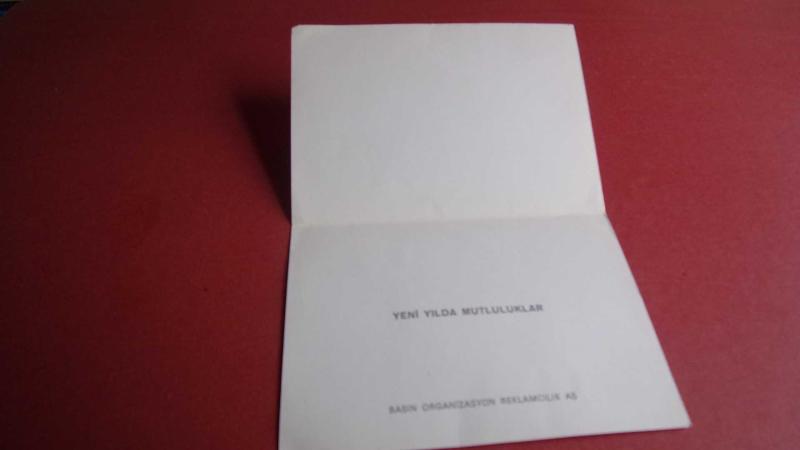 YENİ YILDA MUTLULUKLAR
BASIN ORGANİZASYON REKLAMCILIK AŞ